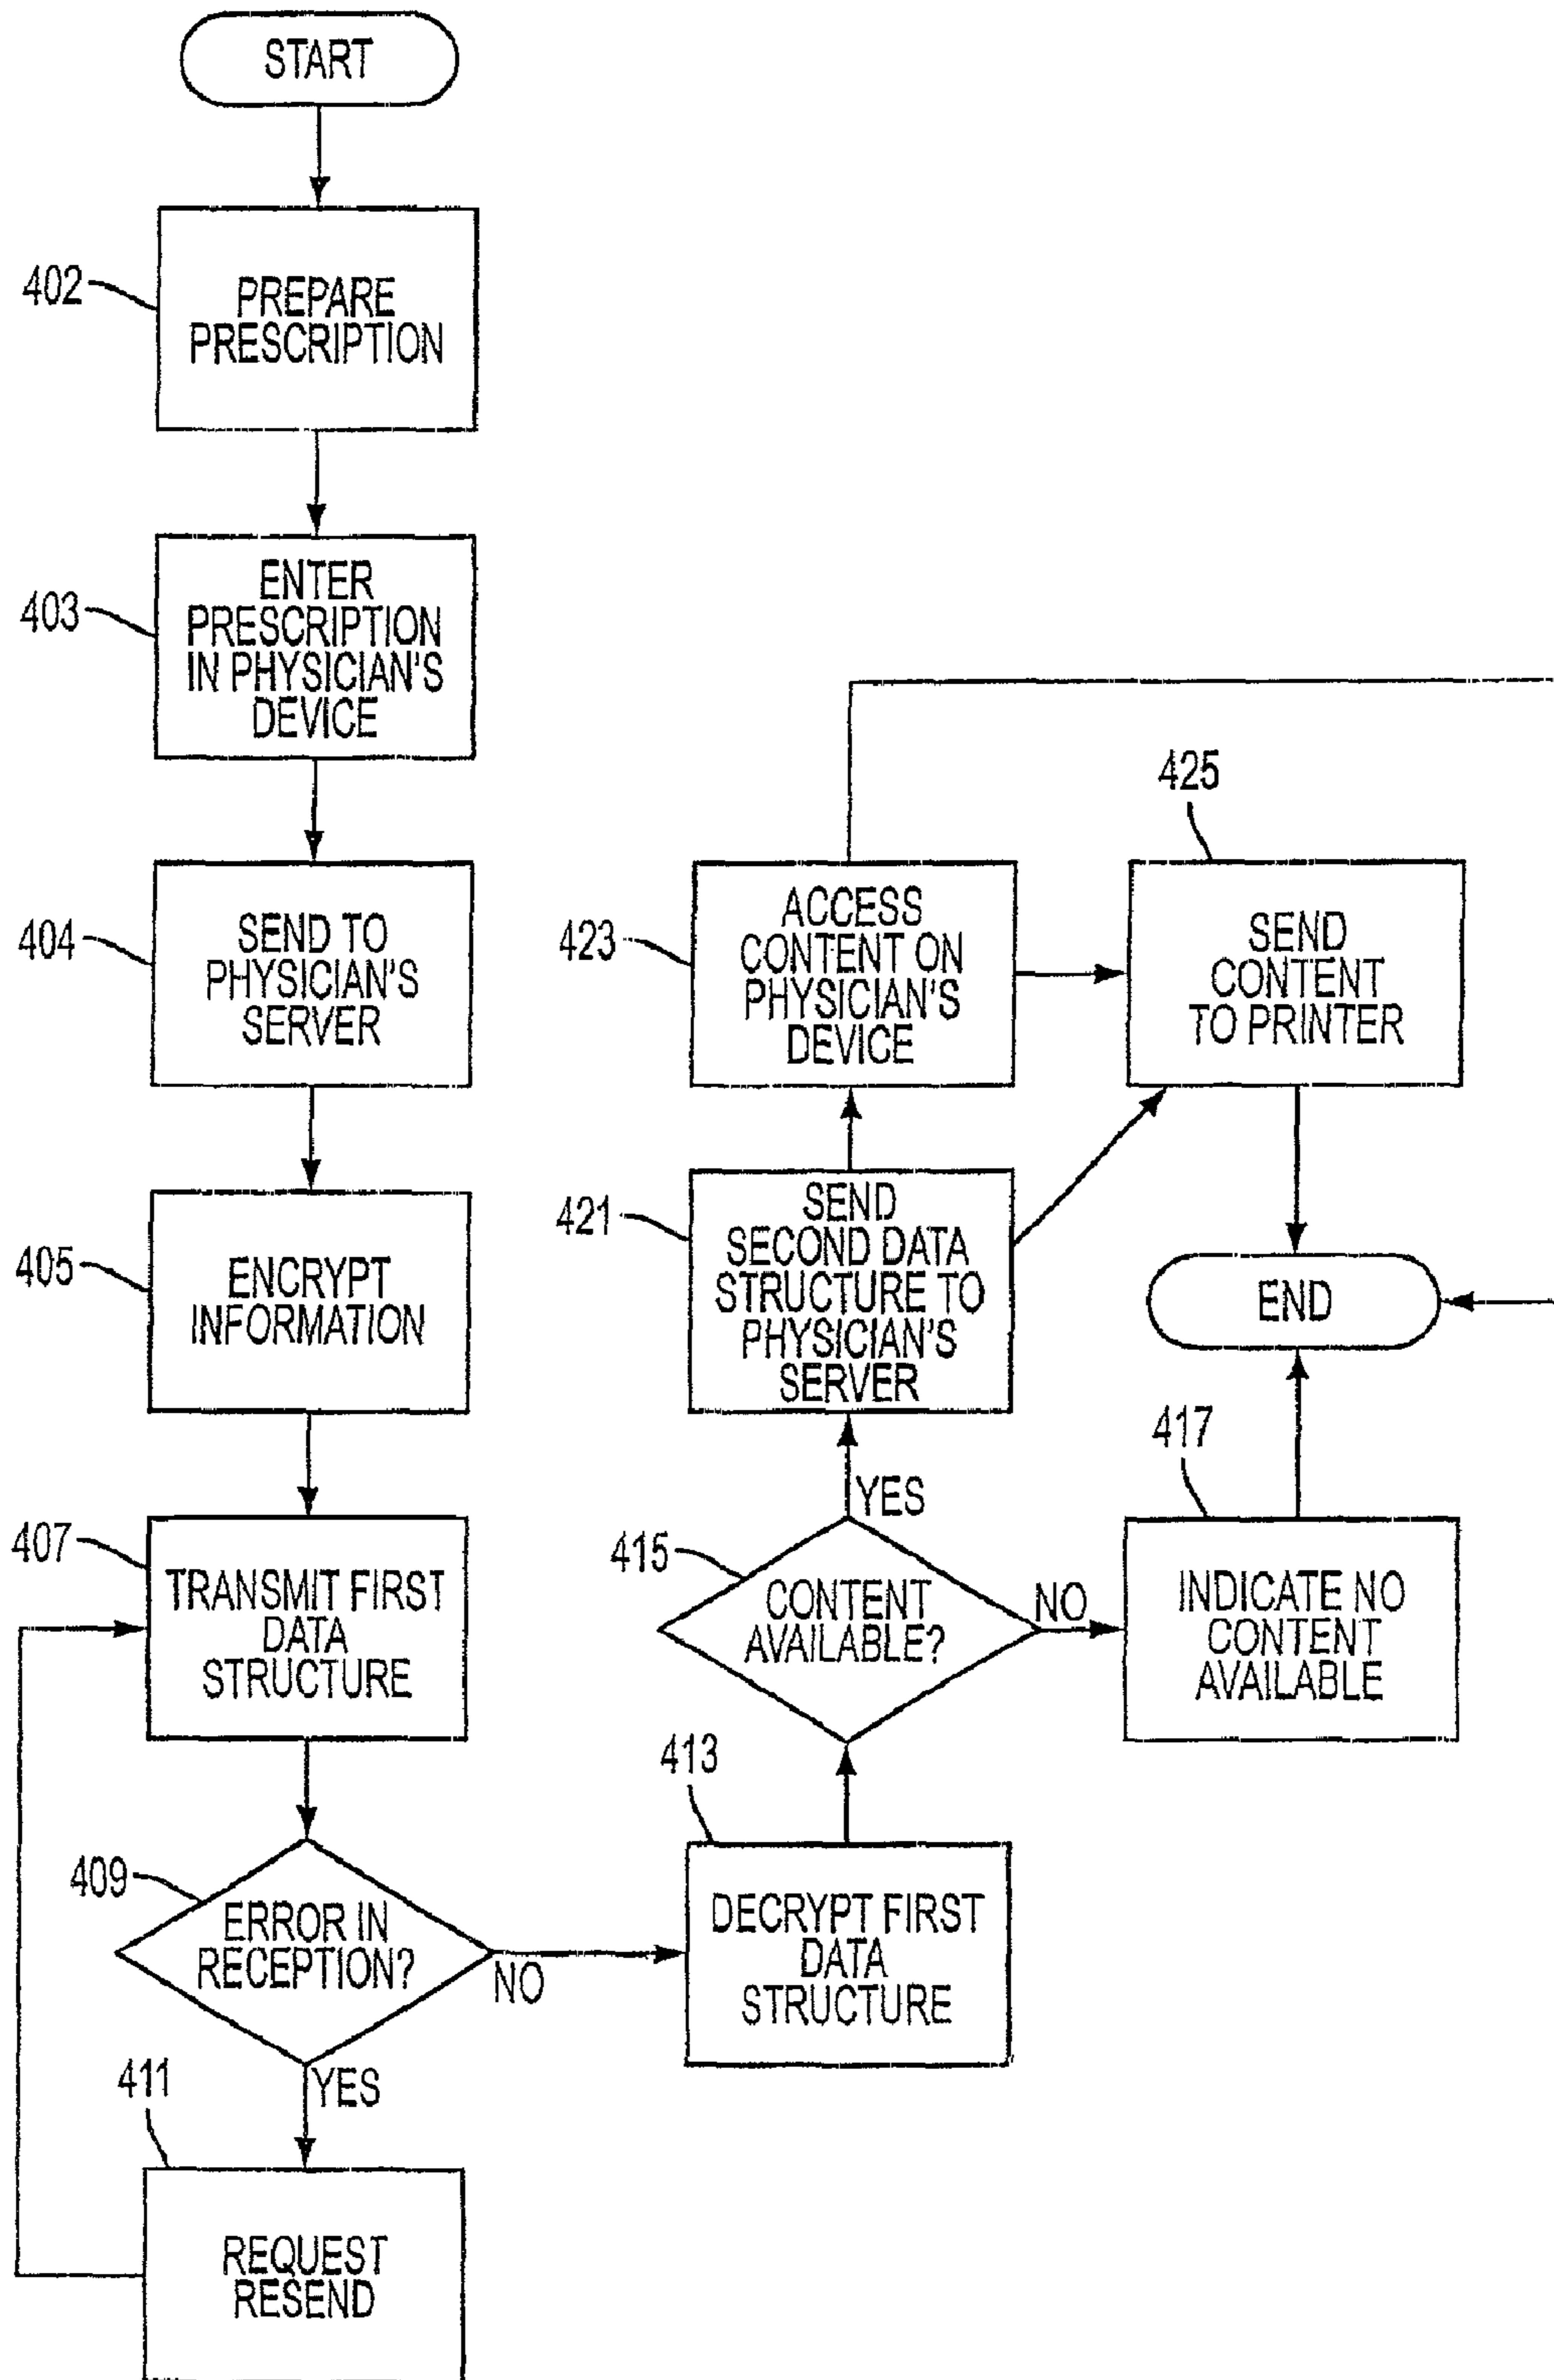 START
402
PREPARE
PRESCRIPTION
403
ENTER
PRESCRIPTION
IN PHYSICIAN'S
DEVICE
404
SEND TO
PHYSICIAN'S
SERVER
405
ENCRYPT
INFORMATION
407
TRANSMIT FIRST
DATA
STRUCTURE
409
ERROR IN
RECEPTION?
NO
YES
411
REQUEST
RESEND
413
DECRYPT FIRST
DATA
STRUCTURE
415
CONTENT
AVAILABLE?
YES
NO
417
INDICATE NO
CONTENT
AVAILABLE
421
SEND
SECOND DATA
STRUCTURE TO
PHYSICIAN'S
SERVER
423
ACCESS
CONTENT ON
PHYSICIAN'S
DEVICE
425
SEND
CONTENT
TO PRINTER
END